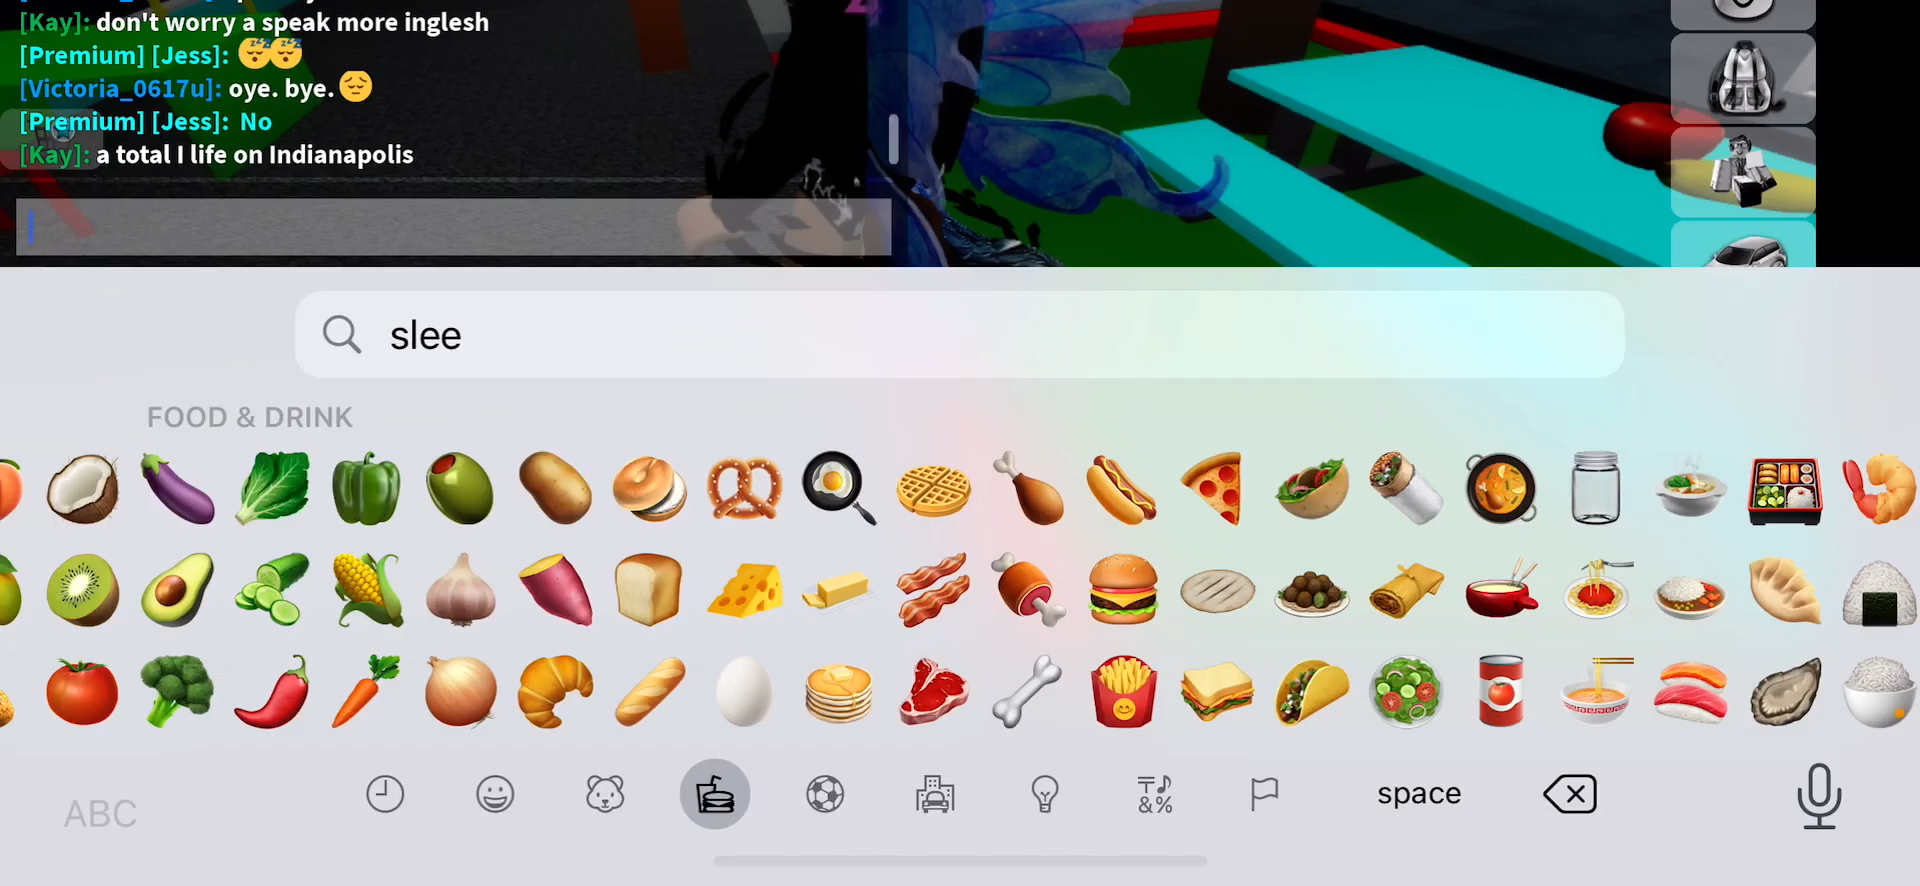 [Kay]: don't worry a speak more inglesh
[Premium] [Jess]: 😴😴
[Victoria_0617u]: oye. bye. 😔
[Premium] [Jess]: No
[Kay]: a total I life on Indianapolis
slee
FOOD & DRINK
ABC
space